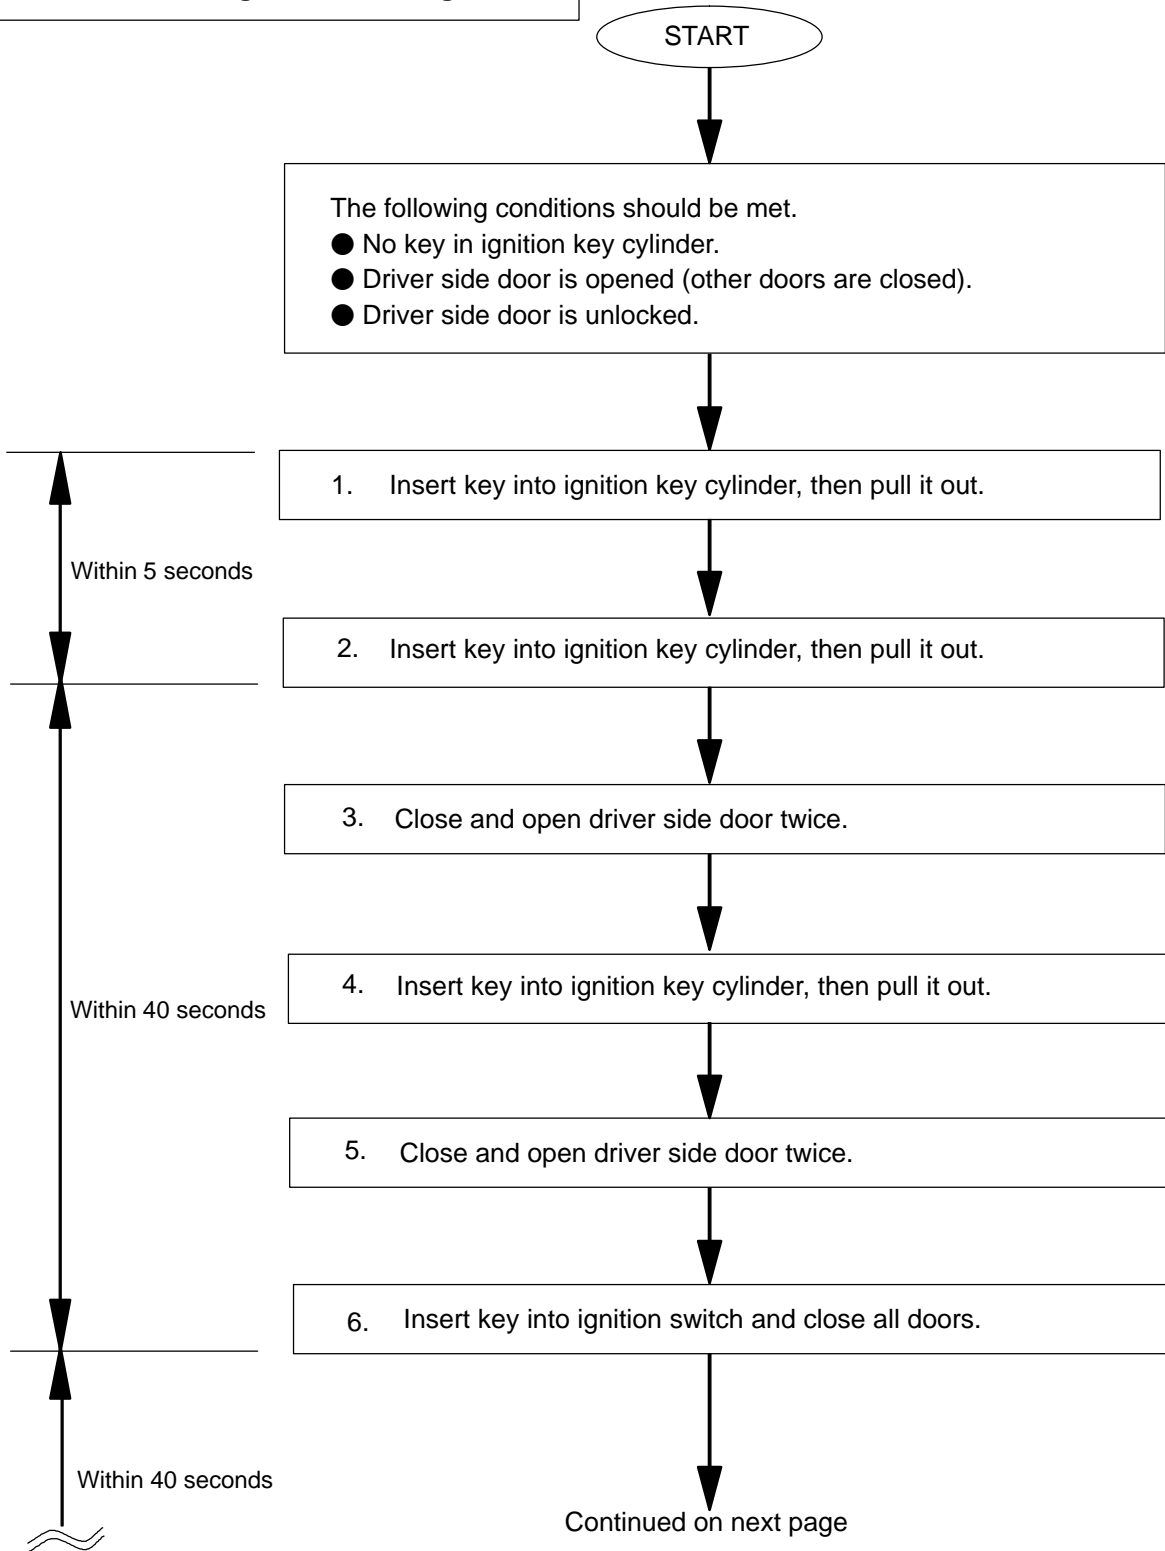 START
The following conditions should be met.
● No key in ignition key cylinder.
● Driver side door is opened (other doors are closed).
● Driver side door is unlocked.
1. Insert key into ignition key cylinder, then pull it out.
Within 5 seconds
2. Insert key into ignition key cylinder, then pull it out.
3. Close and open driver side door twice.
4. Insert key into ignition key cylinder, then pull it out.
Within 40 seconds
5. Close and open driver side door twice.
6. Insert key into ignition switch and close all doors.
Within 40 seconds
Continued on next page